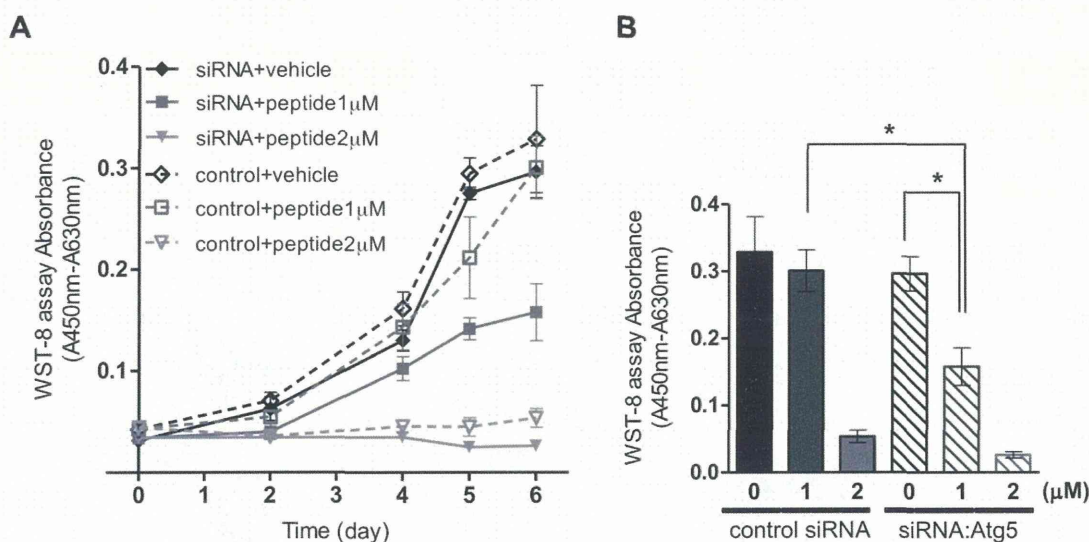 A
WST-8 assay Absorbance
(A450nm-A630nm)
0.4
0.3
0.2
0.1
siRNA+vehicle
siRNA+peptide1μM
siRNA+peptide2μM
control+vehicle
control+peptide1μM
control+peptide2μM
0 1 2 3 4 5 6
Time (day)
B
WST-8 assay Absorbance
(A450nm-A630nm)
0.4
0.3
0.2
0.1
0.0
*
*
0 1 2 0 1 2 (μM)
control siRNA siRNA:Atg5